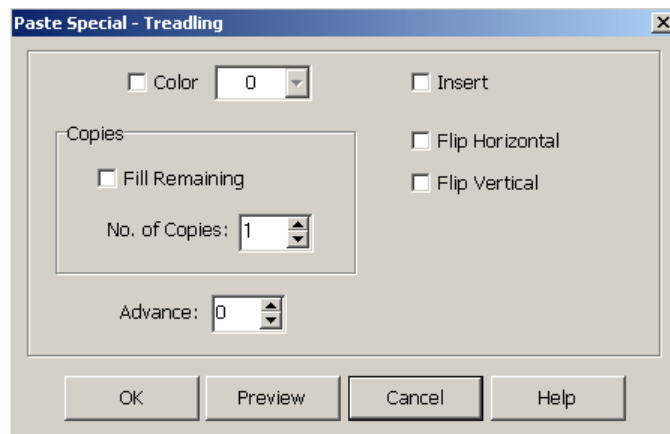 Paste Special - Treadling
Color 0
Insert
Copies
Flip Horizontal
Fill Remaining
Flip Vertical
No. of Copies: 1
Advance: 0
OK Preview Cancel Help